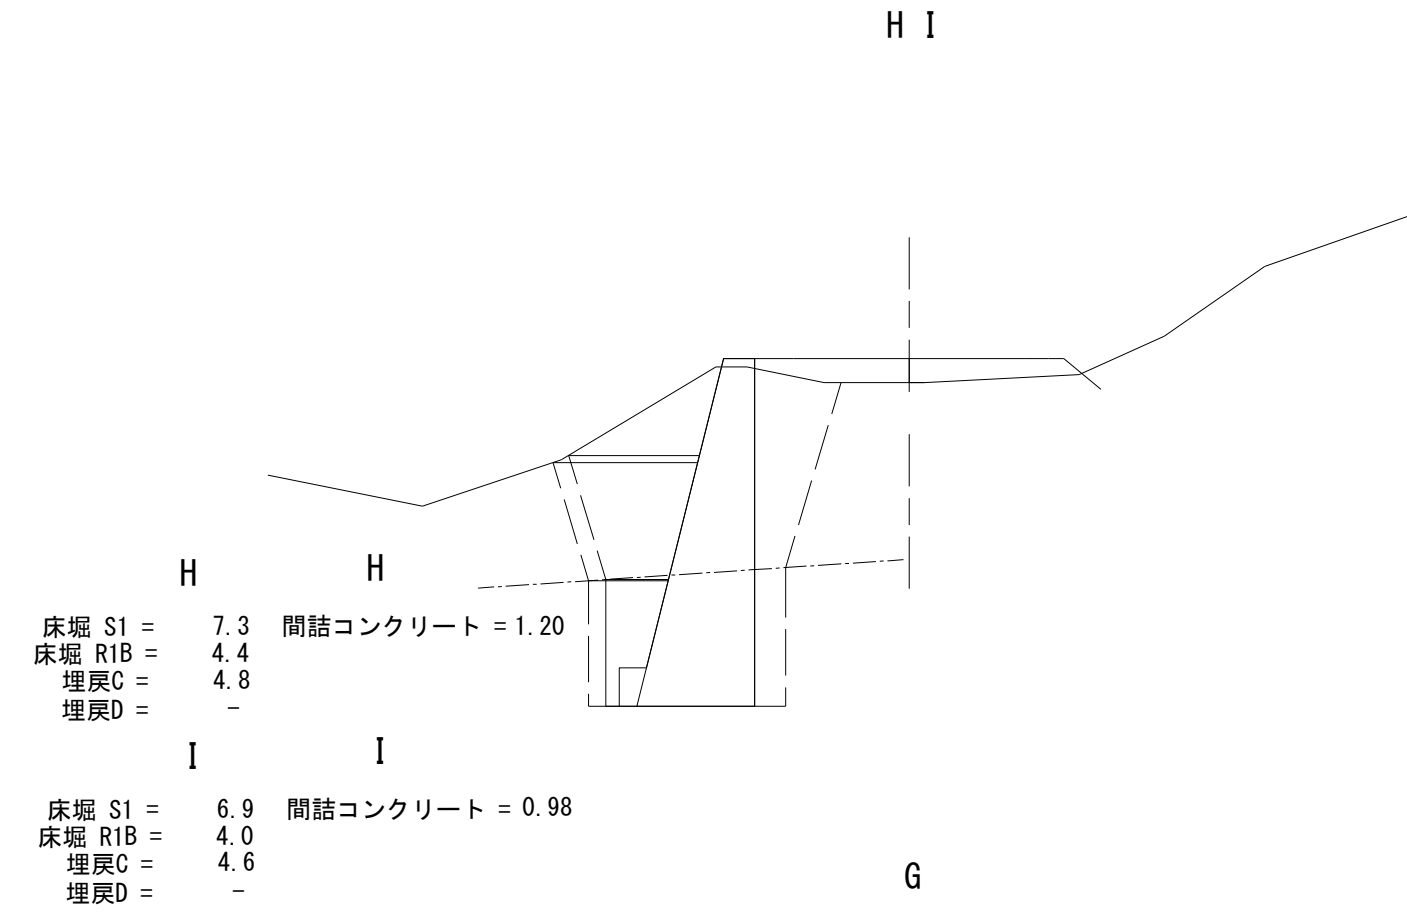 H I
H
床堀 S1 = 7.3
床堀 R1B = 4.4
埋戻C = 4.8
埋戻D = -
H
間詰コンクリート = 1.20
I
床堀 S1 = 6.9
床堀 R1B = 4.0
埋戻C = 4.6
埋戻D = -
I
間詰コンクリート = 0.98
G